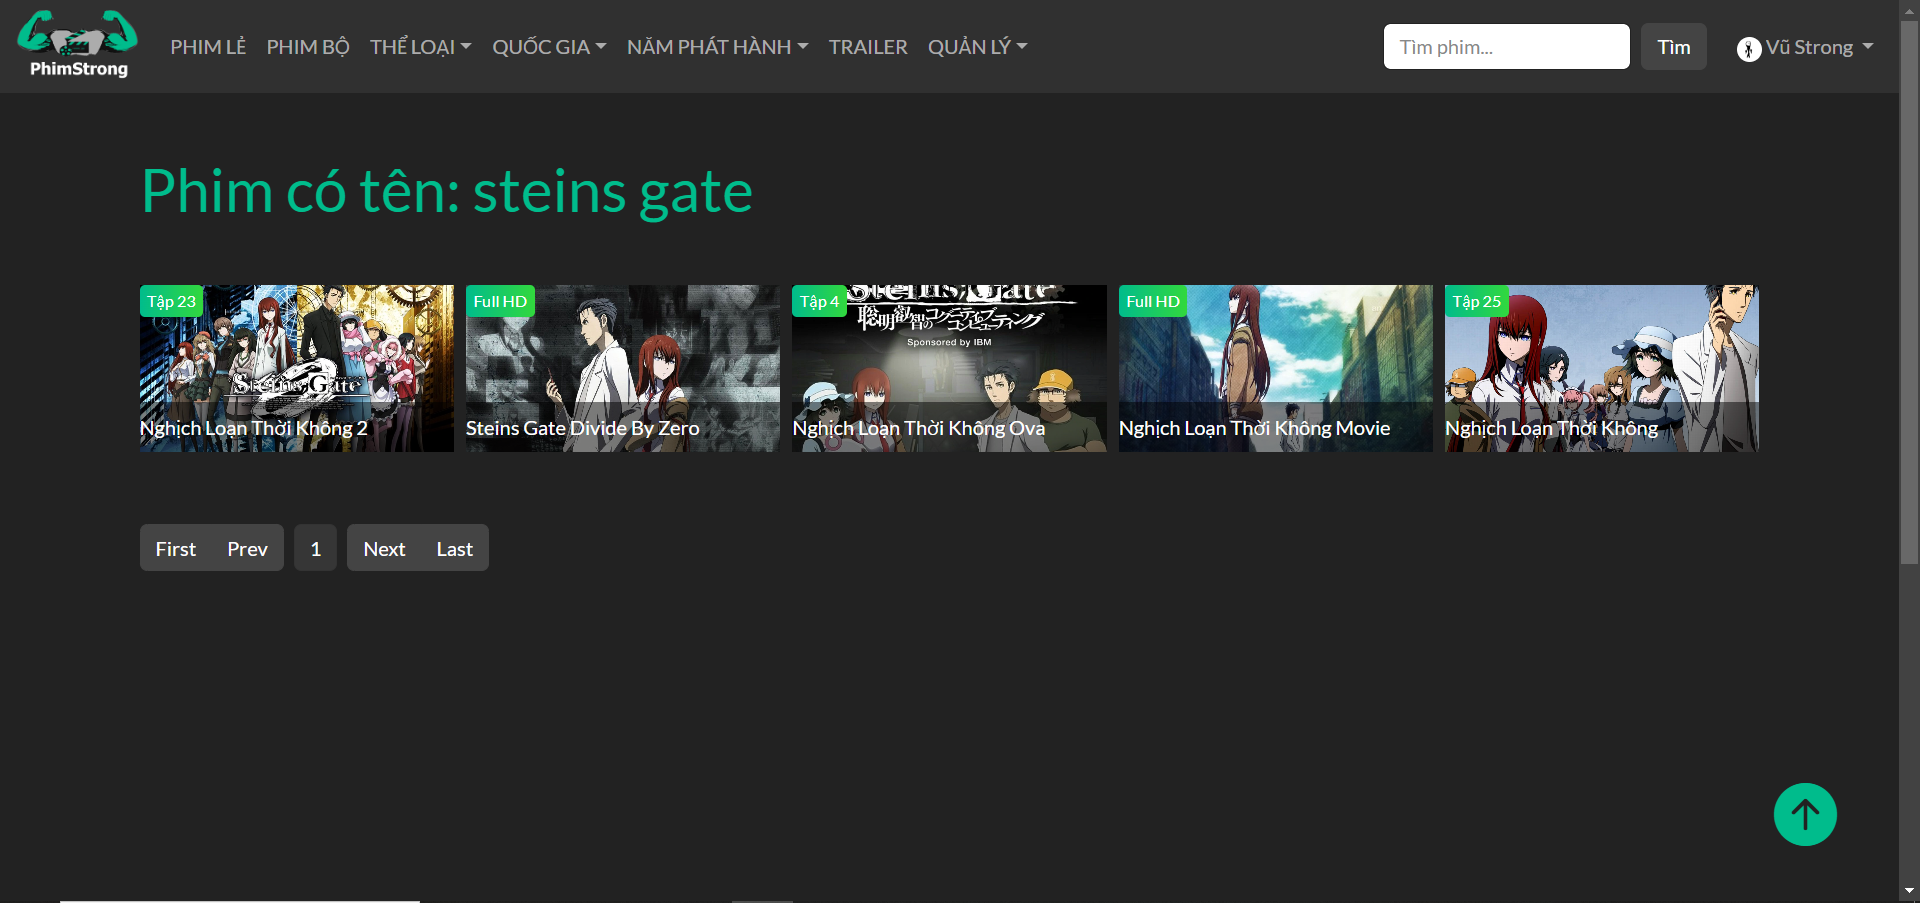 PhimStrong
PHIM LẺ PHIM BỘ THỂ LOẠI QUỐC GIA NĂM PHÁT HÀNH TRAILER QUẢN LÝ
Tìm phim...
Tìm
Vũ Strong
Phim có tên: steins gate
Tập 23
Steins;Gate
Nghịch Loạn Thời Không 2
Full HD
Steins Gate Divide By Zero
Tập 4
Steins;Gate
聡明叡智のコグニティブ・
コンピューティング
Sponsored by IBM
Nghịch Loạn Thời Không Ova
Full HD
Nghịch Loạn Thời Không Movie
Tập 25
Nghịch Loạn Thời Không
First Prev 1 Next Last